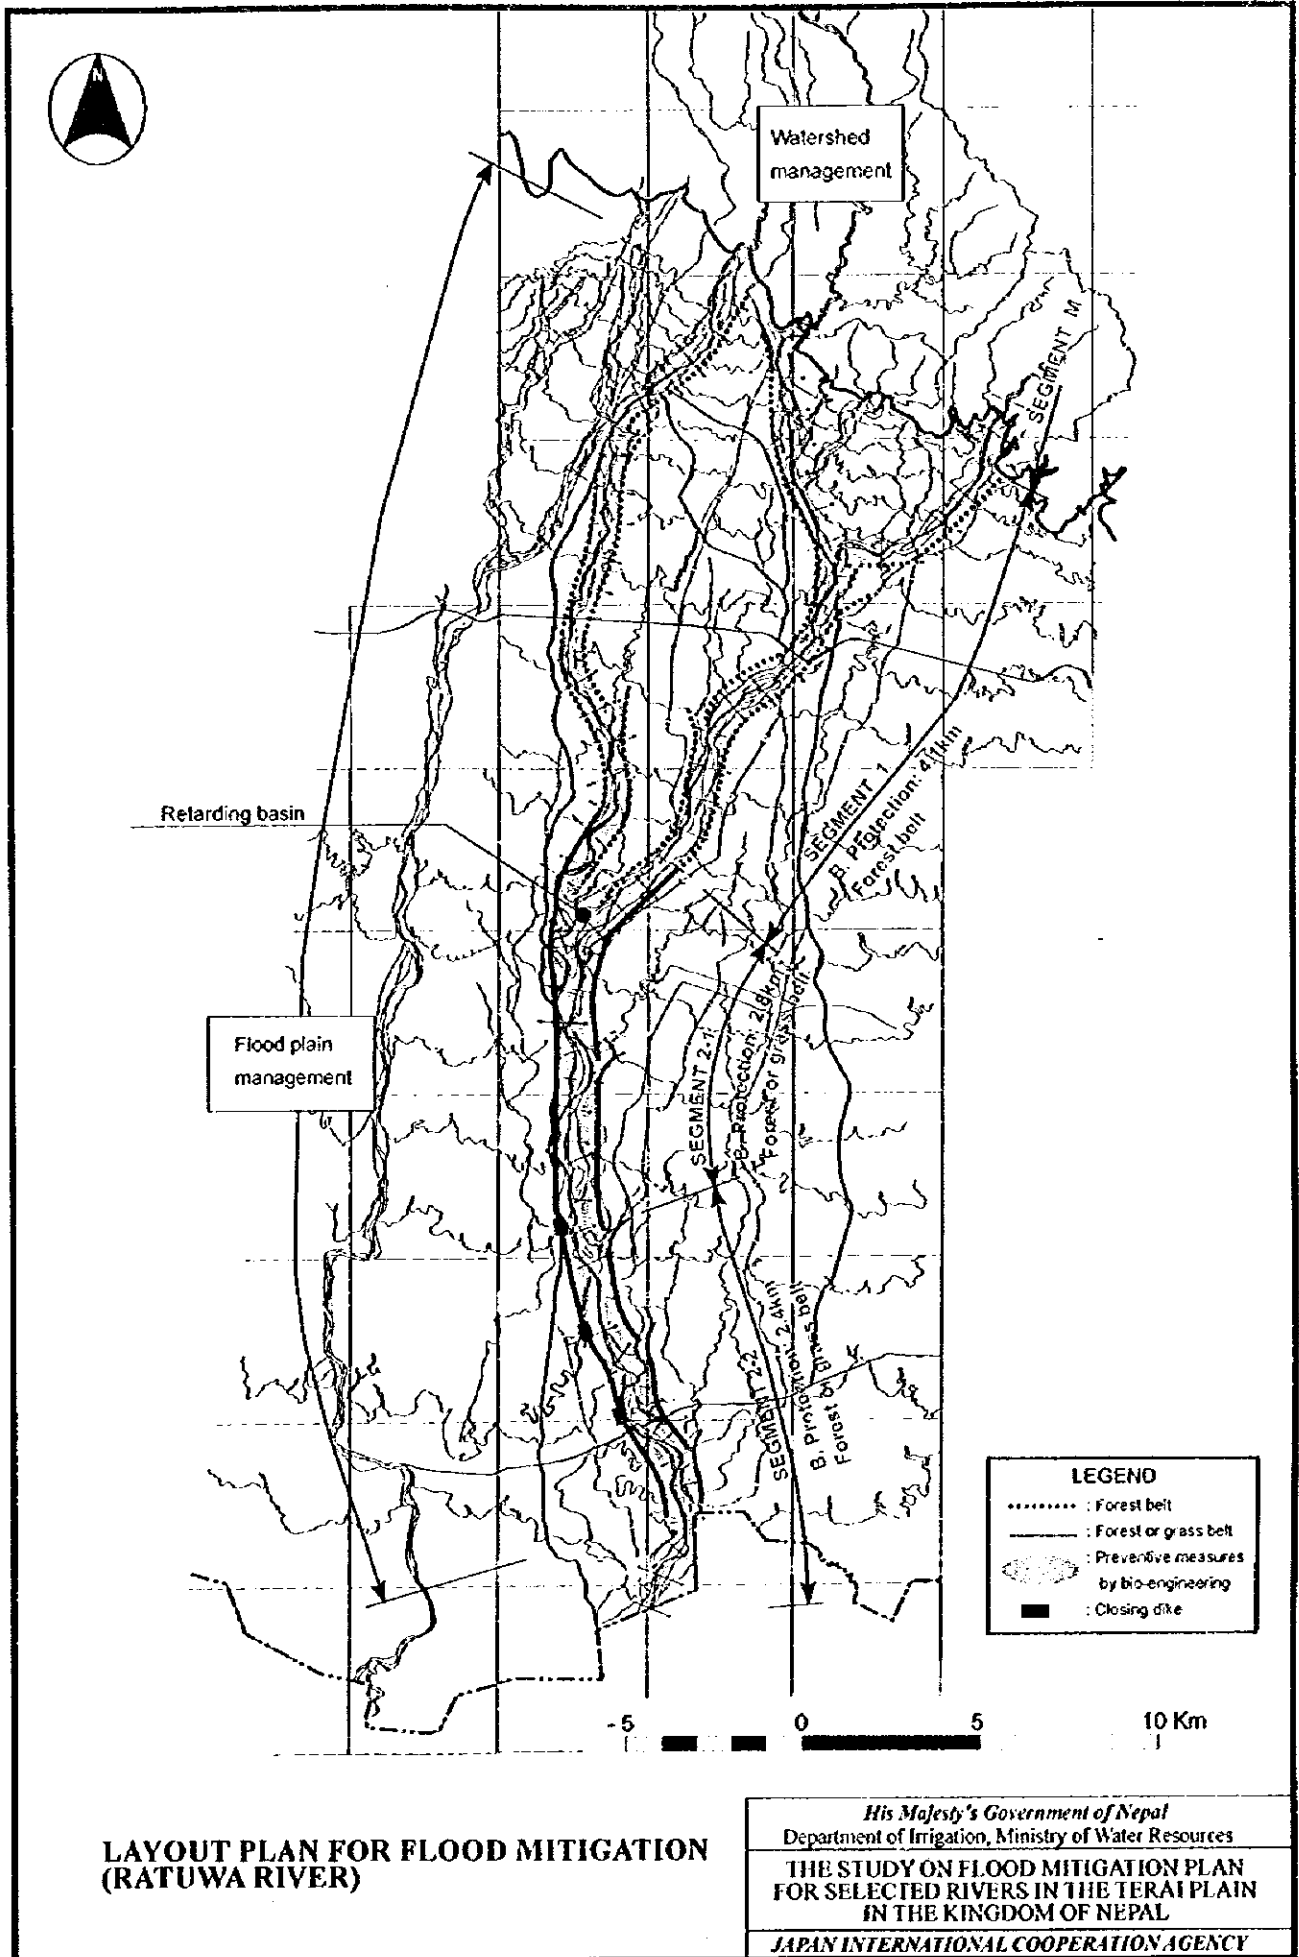 N
Watershed
management
SEGMENT M
SEGMENT 1
B. Protection: 4.1km
Forest belt
Retarding basin
SEGMENT 2-1
B. Protection: 2.8km
Forest or grass belt
Flood plain
management
SEGMENT 2-2
B. Protection: 2.4km
Forest or grass belt
LEGEND
: Forest belt
: Forest or grass belt
: Preventive measures
by bio-engineering
: Closing dike
-5 0 5 10 Km
LAYOUT PLAN FOR FLOOD MITIGATION
(RATUWA RIVER)
His Majesty's Government of Nepal
Department of Irrigation, Ministry of Water Resources
THE STUDY ON FLOOD MITIGATION PLAN
FOR SELECTED RIVERS IN THE TERAI PLAIN
IN THE KINGDOM OF NEPAL
JAPAN INTERNATIONAL COOPERATION AGENCY